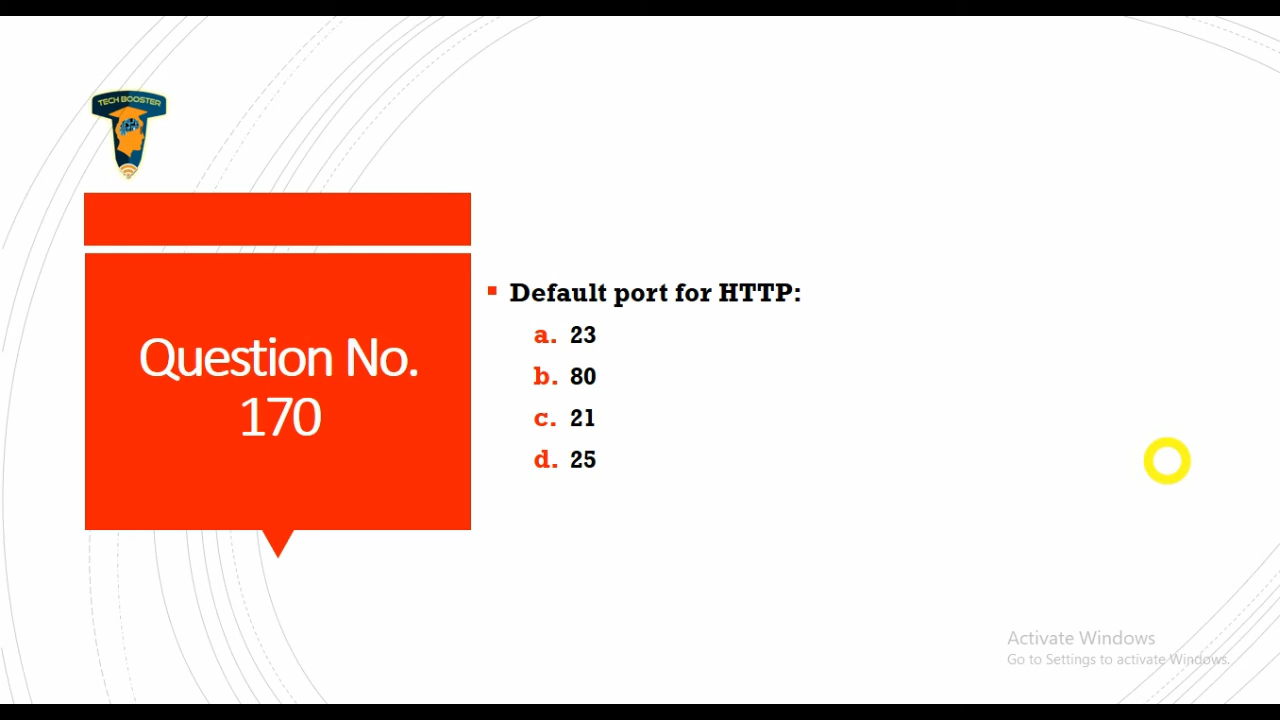 TECH BOOSTER
Question No.
170
▪ Default port for HTTP:
a. 23
b. 80
c. 21
d. 25
Activate Windows
Go to Settings to activate Windows.